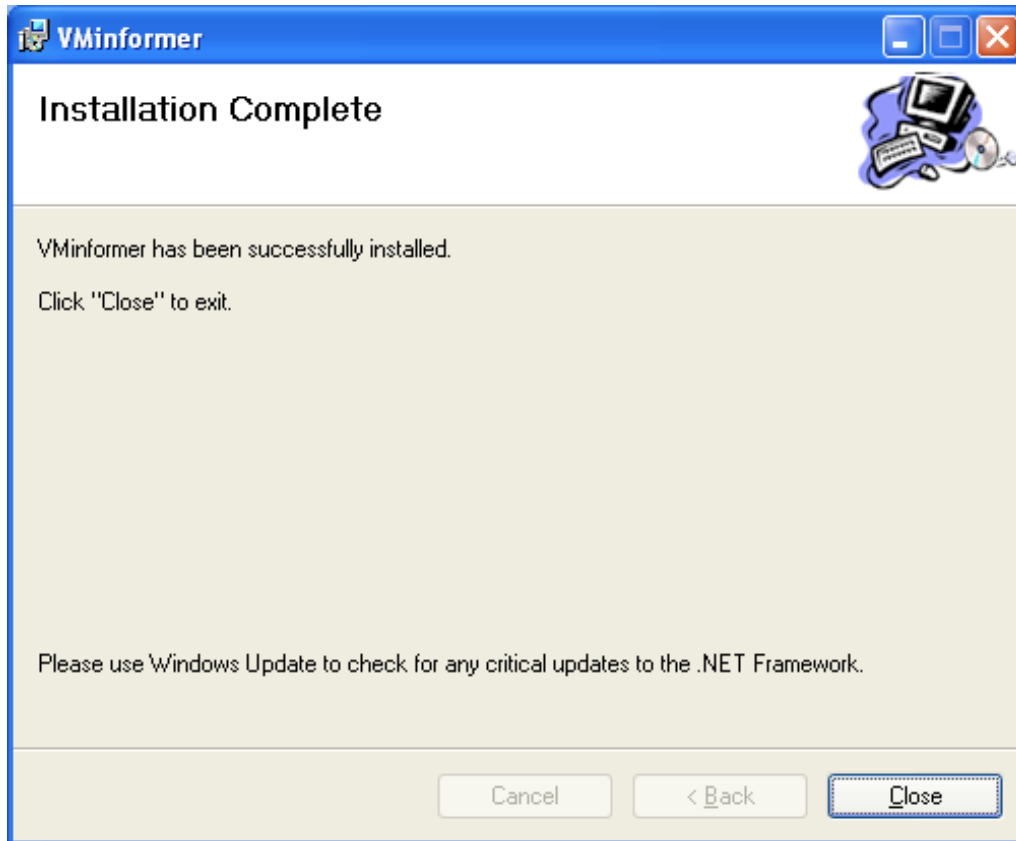 VMinformer
Installation Complete
VMinformer has been successfully installed.
Click "Close" to exit.
Please use Windows Update to check for any critical updates to the .NET Framework.
Cancel
< Back
Close